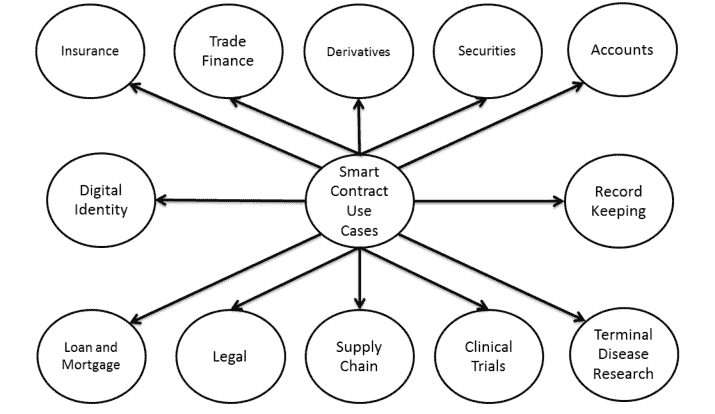 Insurance
Trade
Finance
Derivatives
Securities
Accounts
Digital
Identity
Smart
Contract
Use
Cases
Record
Keeping
Loan and
Mortgage
Legal
Supply
Chain
Clinical
Trials
Terminal
Disease
Research